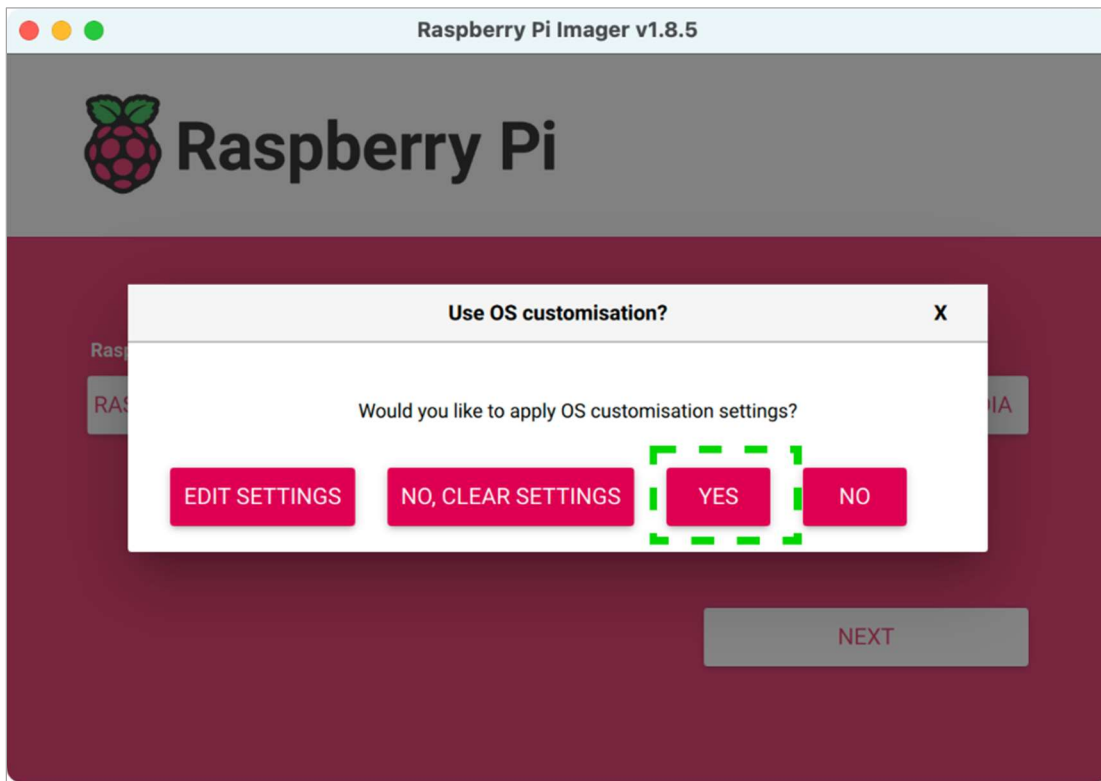 Raspberry Pi Imager v1.8.5
Raspberry Pi
Use OS customisation?
X
Would you like to apply OS customisation settings?
EDIT SETTINGS
NO, CLEAR SETTINGS
YES
NO
NEXT